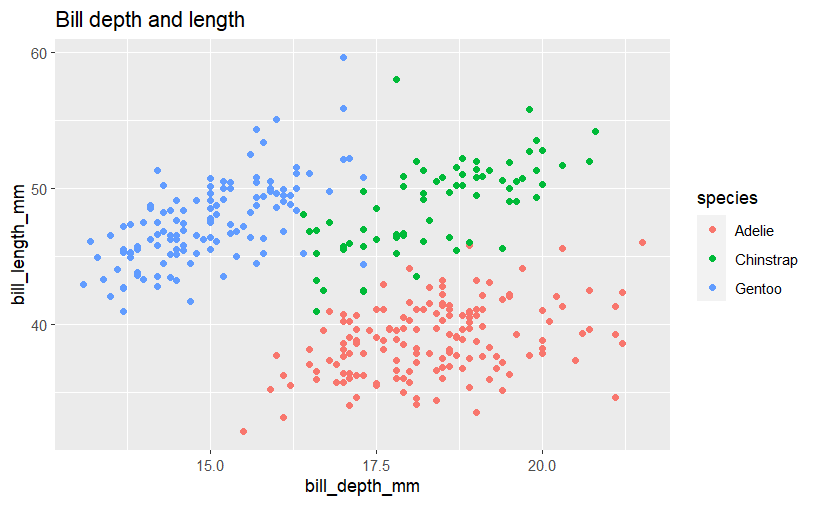 Bill depth and length
60
50
40
bill_length_mm
15.0
17.5
20.0
bill_depth_mm
species
Adelie
Chinstrap
Gentoo